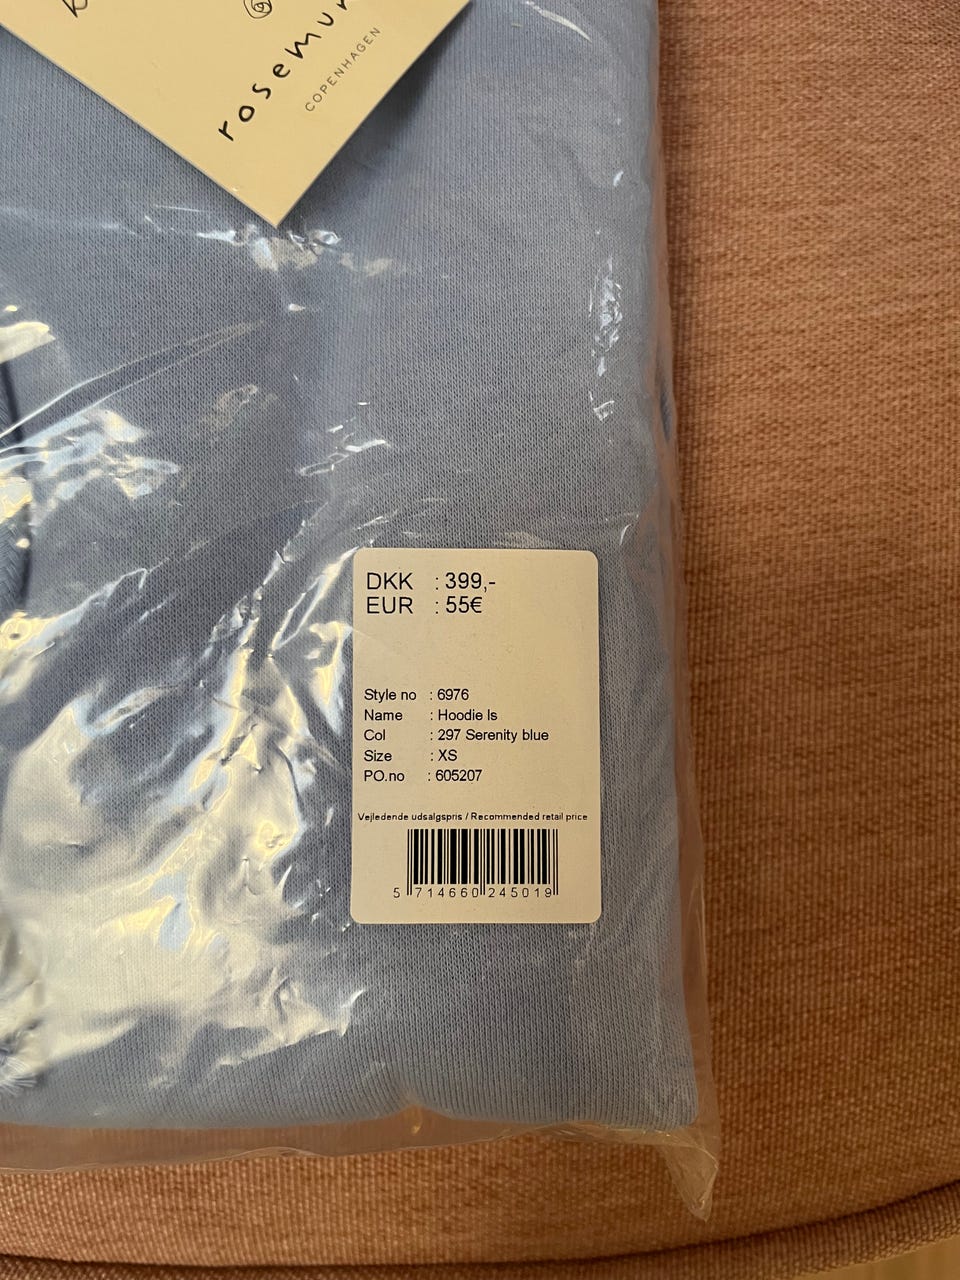 COPENHAGEN
DKK : 399,-
EUR : 55€
Style no : 6976
Name : Hoodie ls
Col : 297 Serenity blue
Size : XS
PO.no : 605207
Vejledende udsalgspris / Recommended retail price
5 714660 245019